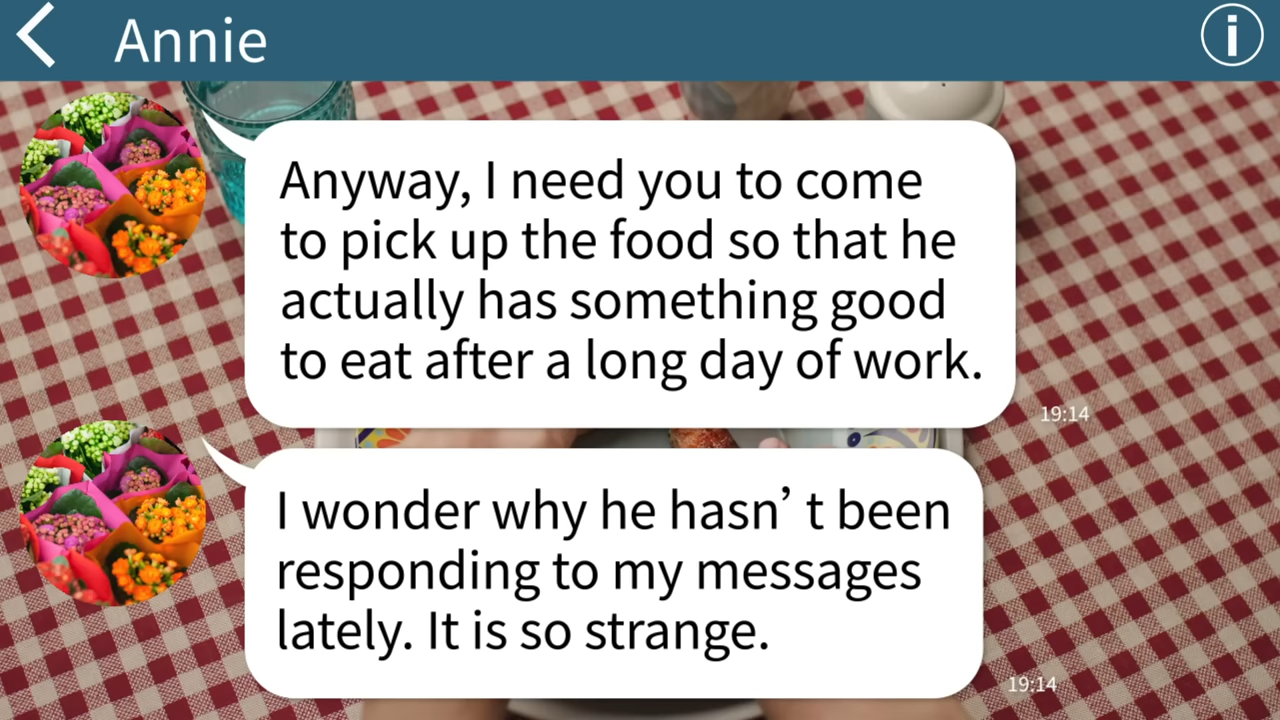 Annie
Anyway, I need you to come
to pick up the food so that he
actually has something good
to eat after a long day of work.
19:14
I wonder why he hasn’ t been
responding to my messages
lately. It is so strange.
19:14